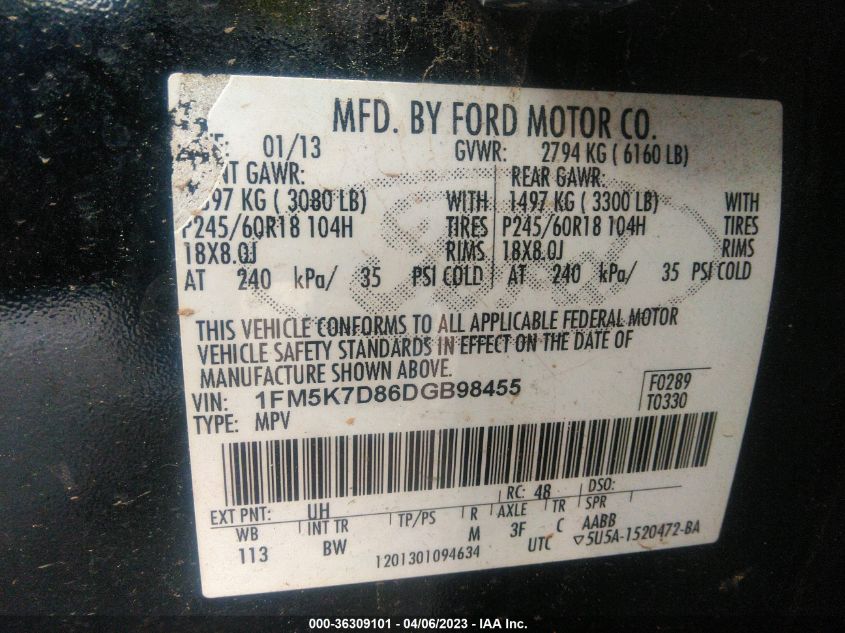 MFD. BY FORD MOTOR CO.
01/13 GVWR: 2794 KG ( 6160 LB)
GAWR: REAR GAWR:
KG ( 3080 LB) WITH 1497 KG ( 3300 LB) WITH
P245/60R18 104H TIRES P245/60R18 104H TIRES
18X8.0J RIMS 18X8.0J RIMS
AT 240 kPa/ 35 PSI COLD AT 240 kPa/ 35 PSI COLD
Ford
THIS VEHICLE CONFORMS TO ALL APPLICABLE FEDERAL MOTOR
VEHICLE SAFETY STANDARDS IN EFFECT ON THE DATE OF
MANUFACTURE SHOWN ABOVE.
VIN: 1FM5K7D86DGB98455 F0289
TYPE: MPV T0330
EXT PNT: UH RC: 48 DSO:
WB INT TR TP/PS R AXLE TR SPR
113 BW M 3F C AABB
1201301094634 UTC ▽5U5A-1520472-BA
000-36309101 - 04/06/2023 - IAA Inc.